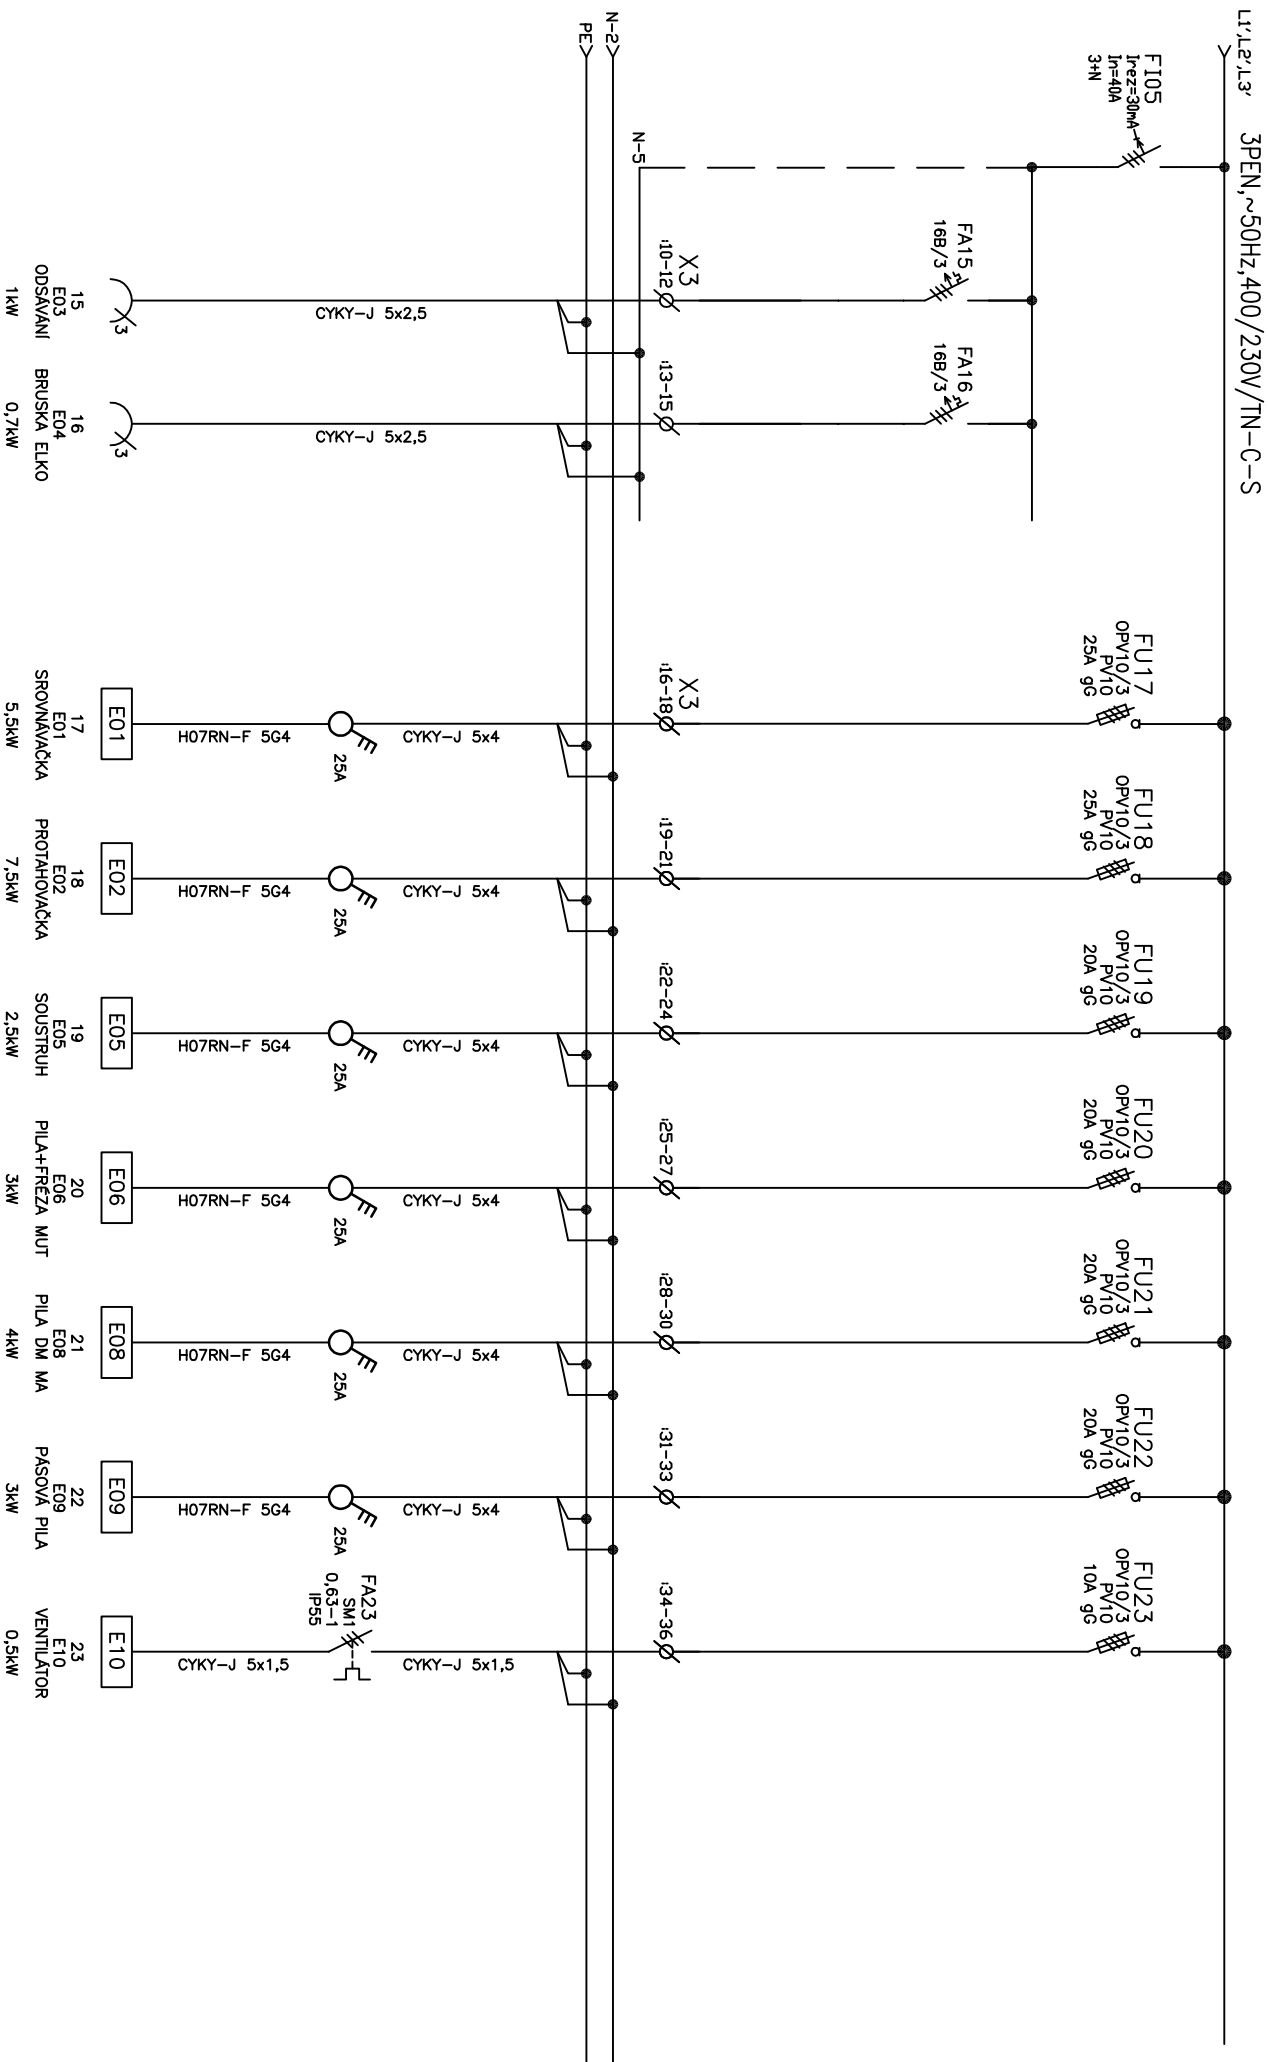 L1',L2',L3'
3PEN,~50Hz,400/230V/TN-C-S
FI05
Irez=30mA
In=40A
3+N
FU17
OPV10/3
PV10
25A gG
FU18
OPV10/3
PV10
25A gG
FU19
OPV10/3
PV10
20A gG
FU20
OPV10/3
PV10
20A gG
FU21
OPV10/3
PV10
20A gG
FU22
OPV10/3
PV10
20A gG
FU23
OPV10/3
PV10
10A gG
FA15
16B/3
FA16
16B/3
X3
:10-12
:13-15
X3
:16-18
:19-21
:22-24
:25-27
:28-30
:31-33
:34-36
N-5
N-2
PE
CYKY-J 5x2,5
CYKY-J 5x2,5
CYKY-J 5x4
CYKY-J 5x4
CYKY-J 5x4
CYKY-J 5x4
CYKY-J 5x4
CYKY-J 5x4
CYKY-J 5x1,5
25A
25A
25A
25A
25A
25A
FA23
SM1
0,63-1
IP55
H07RN-F 5G4
H07RN-F 5G4
H07RN-F 5G4
H07RN-F 5G4
H07RN-F 5G4
H07RN-F 5G4
CYKY-J 5x1,5
3
3
E01
E02
E05
E06
E08
E09
E10
15
E03
ODSÁVÁNÍ
1kW
16
E04
BRUSKA ELKO
0,7kW
17
E01
SROVNÁVAČKA
5,5kW
18
E02
PROTAHOVAČKA
7,5kW
19
E05
SOUSTRUH
2,5kW
20
E06
PILA+FRÉZA MUT
3kW
21
E08
PILA DM MA
4kW
22
E09
PÁSOVÁ PILA
3kW
23
E10
VENTILÁTOR
0,5kW